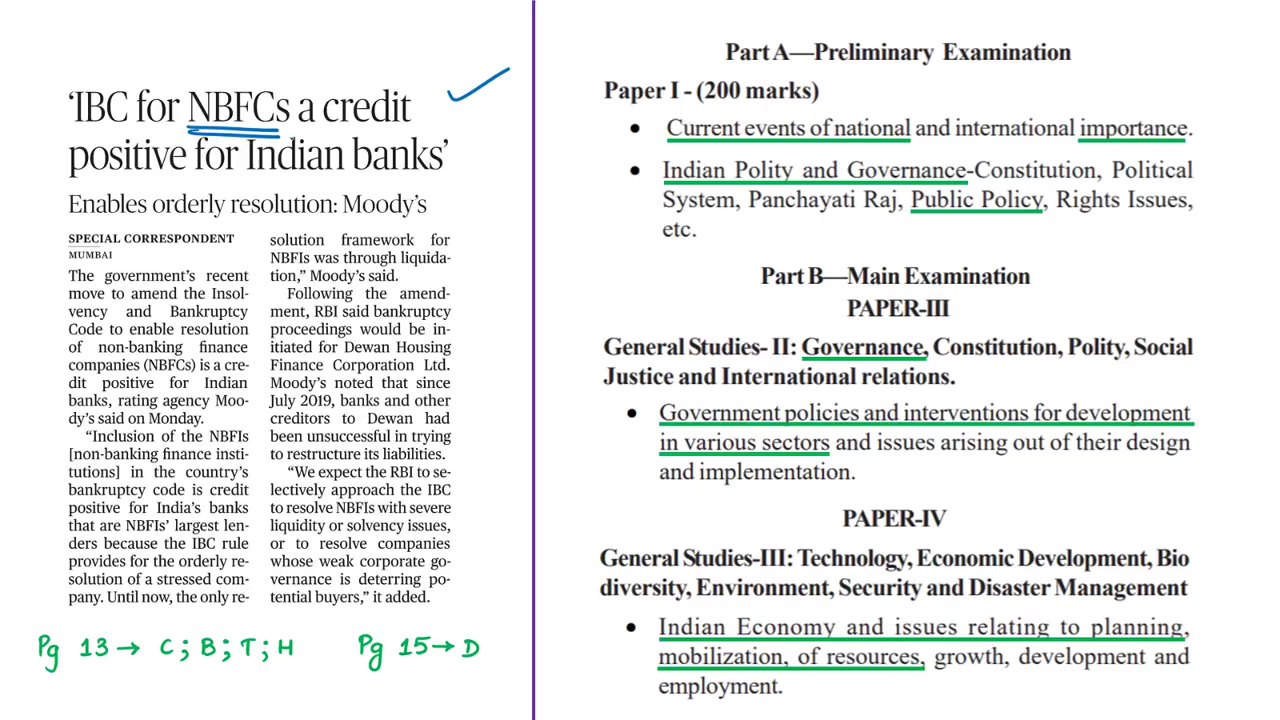 ‘IBC for NBFCs a credit
positive for Indian banks’
Enables orderly resolution: Moody’s
SPECIAL CORRESPONDENT
MUMBAI
The government’s recent
move to amend the Insol-
vency and Bankruptcy
Code to enable resolution
of non-banking finance
companies (NBFCs) is a cre-
dit positive for Indian
banks, rating agency Moo-
dy’s said on Monday.
“Inclusion of the NBFIs
[non-banking finance insti-
tutions] in the country’s
bankruptcy code is credit
positive for India’s banks
that are NBFIs’ largest len-
ders because the IBC rule
provides for the orderly re-
solution of a stressed com-
pany. Until now, the only re-
solution framework for
NBFIs was through liquida-
tion,” Moody’s said.
Following the amend-
ment, RBI said bankruptcy
proceedings would be in-
itiated for Dewan Housing
Finance Corporation Ltd.
Moody’s noted that since
July 2019, banks and other
creditors to Dewan had
been unsuccessful in trying
to restructure its liabilities.
“We expect the RBI to se-
lectively approach the IBC
to resolve NBFIs with severe
liquidity or solvency issues,
or to resolve companies
whose weak corporate go-
vernance is deterring po-
tential buyers,” it added.
Pg 13 → C ; B ; T ; H
Pg 15 → D
Part A—Preliminary Examination
Paper I - (200 marks)
• Current events of national and international importance.
• Indian Polity and Governance-Constitution, Political
System, Panchayati Raj, Public Policy, Rights Issues,
etc.
Part B—Main Examination
PAPER-III
General Studies- II: Governance, Constitution, Polity, Social
Justice and International relations.
• Government policies and interventions for development
in various sectors and issues arising out of their design
and implementation.
PAPER-IV
General Studies-III: Technology, Economic Development, Bio
diversity, Environment, Security and Disaster Management
• Indian Economy and issues relating to planning,
mobilization, of resources, growth, development and
employment.